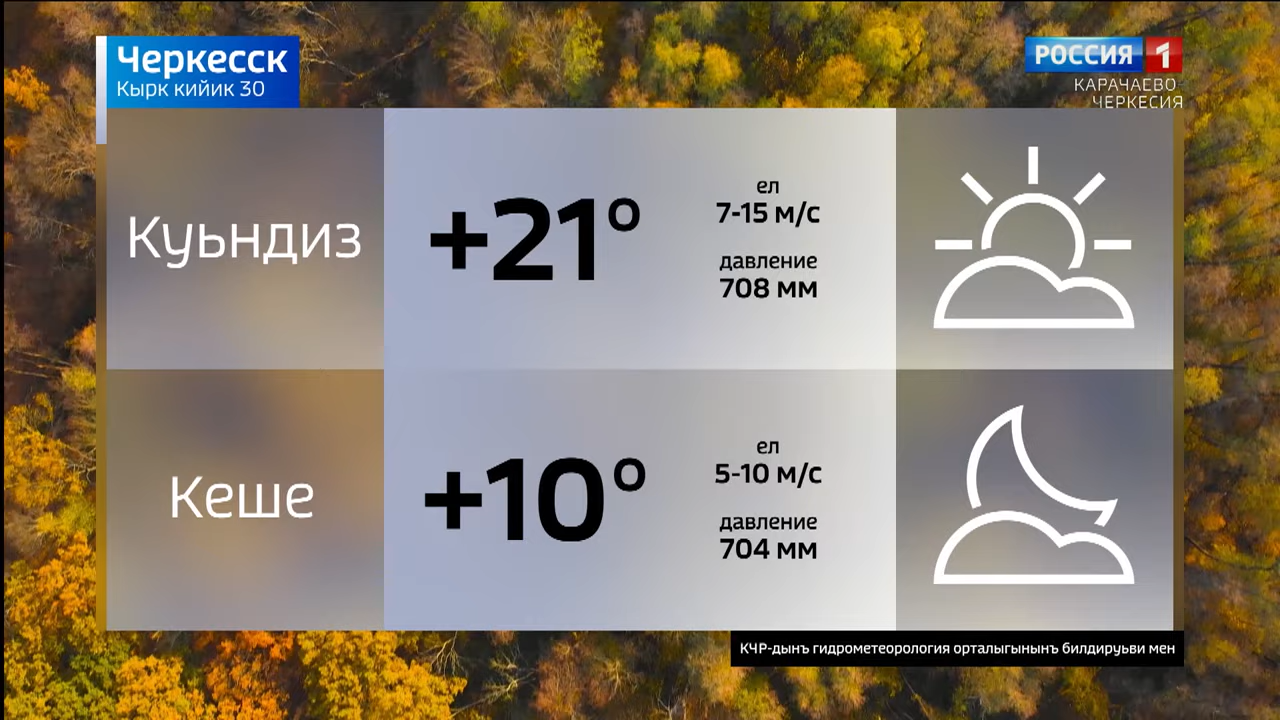 Черкесск
Кырк кийик 30
РОССИЯ 1
КАРАЧАЕВО-
ЧЕРКЕСИЯ
Куьндиз
+21°
ел
7-15 м/с
давление
708 мм
Кеше
+10°
ел
5-10 м/с
давление
704 мм
КЧР-дынъ гидрометеорология орталыгынынъ билдируьви мен